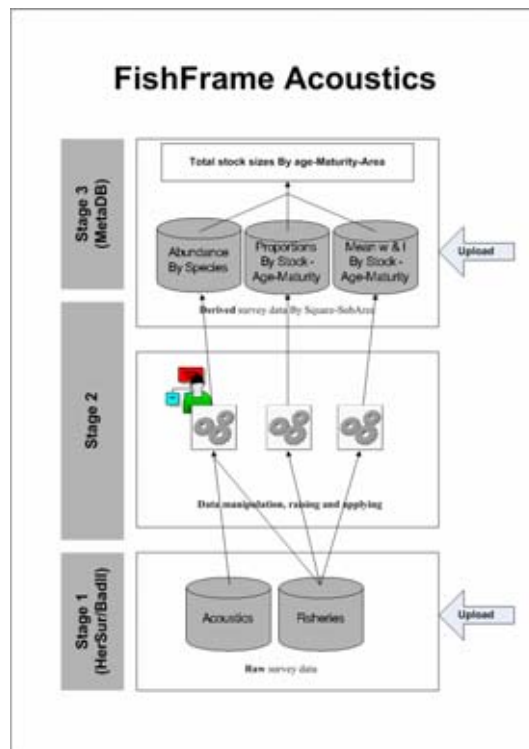 FishFrame Acoustics
Stage 3
(MetaDB)
Total stock sizes By age-Maturity-Area
Abundance
By Species
Proportions
By Stock -
Age-Maturity
Mean w & l
By Stock -
Age-Maturity
Upload
Derived survey data By Square-SubArea
Stage 2
Data manipulation, raising and applying
Stage 1
(HerSur/BadII)
Acoustics
Fisheries
Upload
Raw survey data